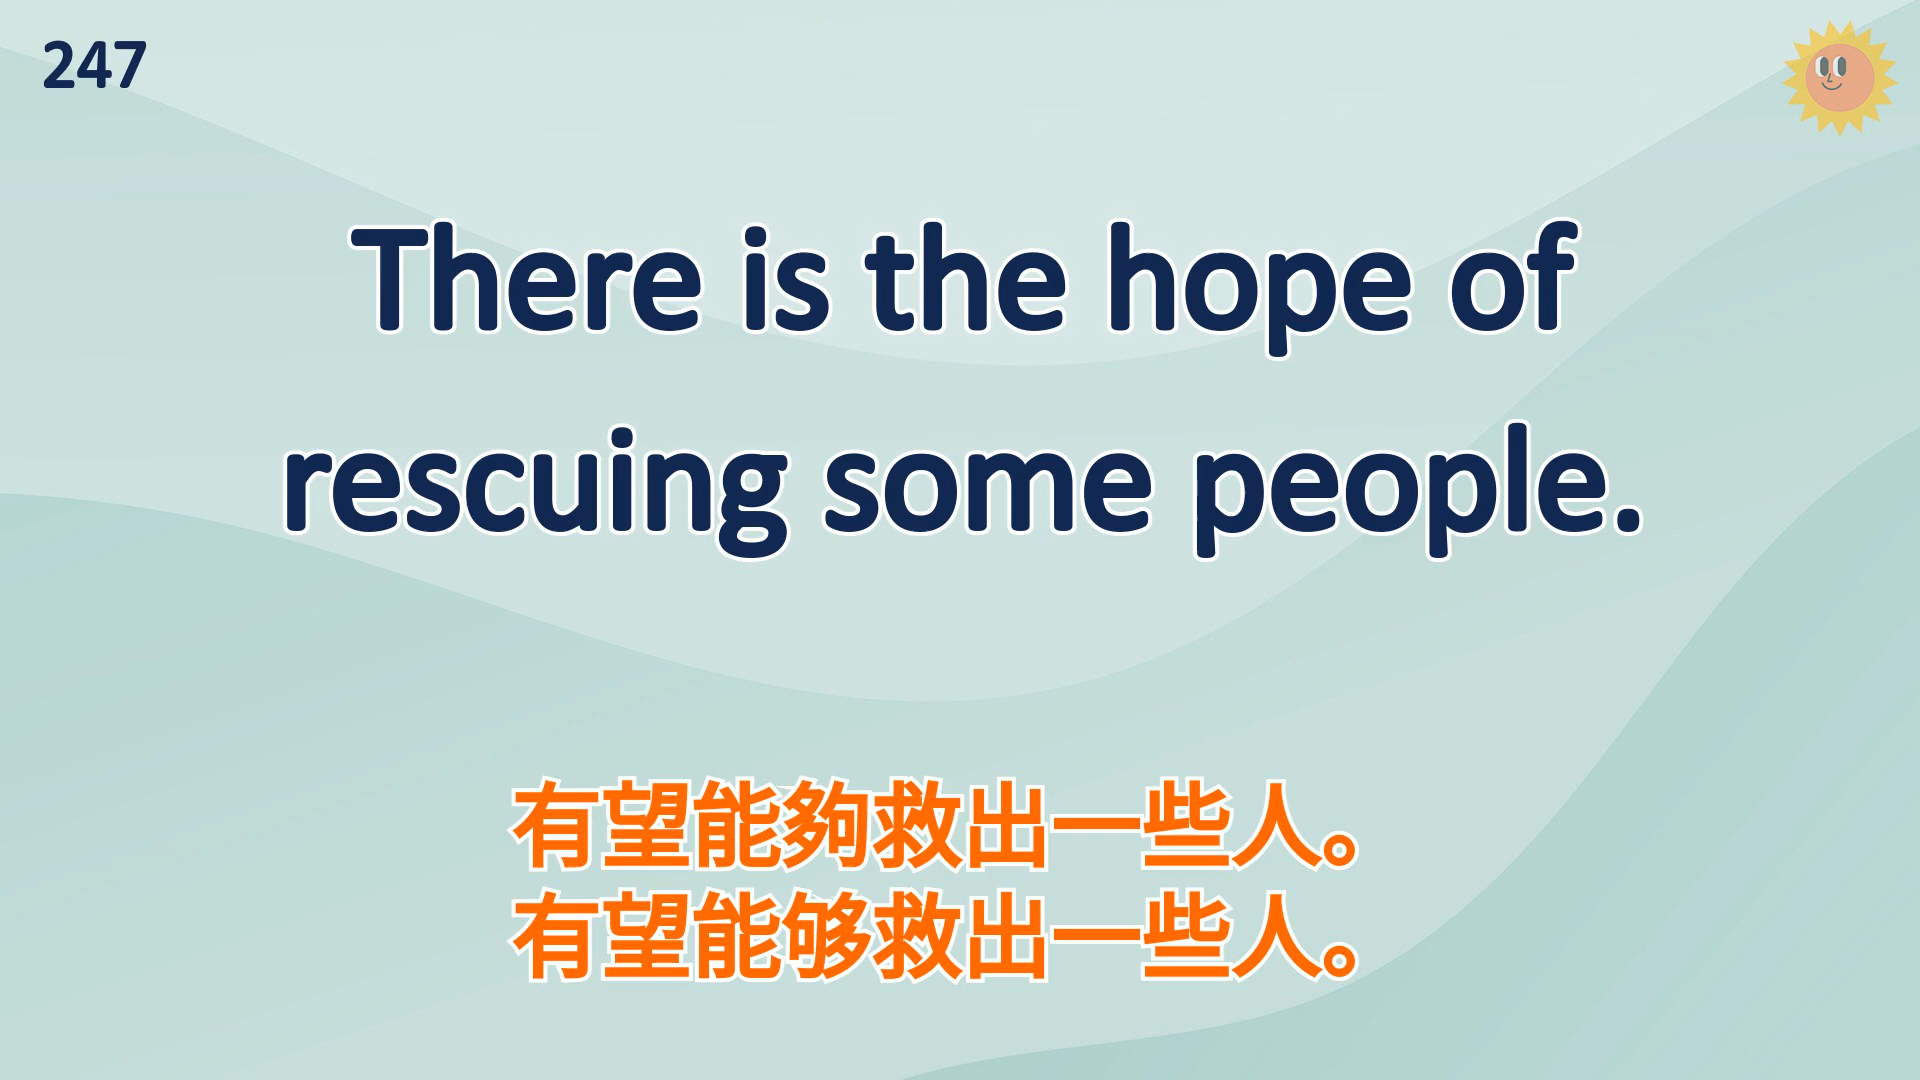 247
There is the hope of
rescuing some people.
有望能夠救出一些人。
有望能够救出一些人。